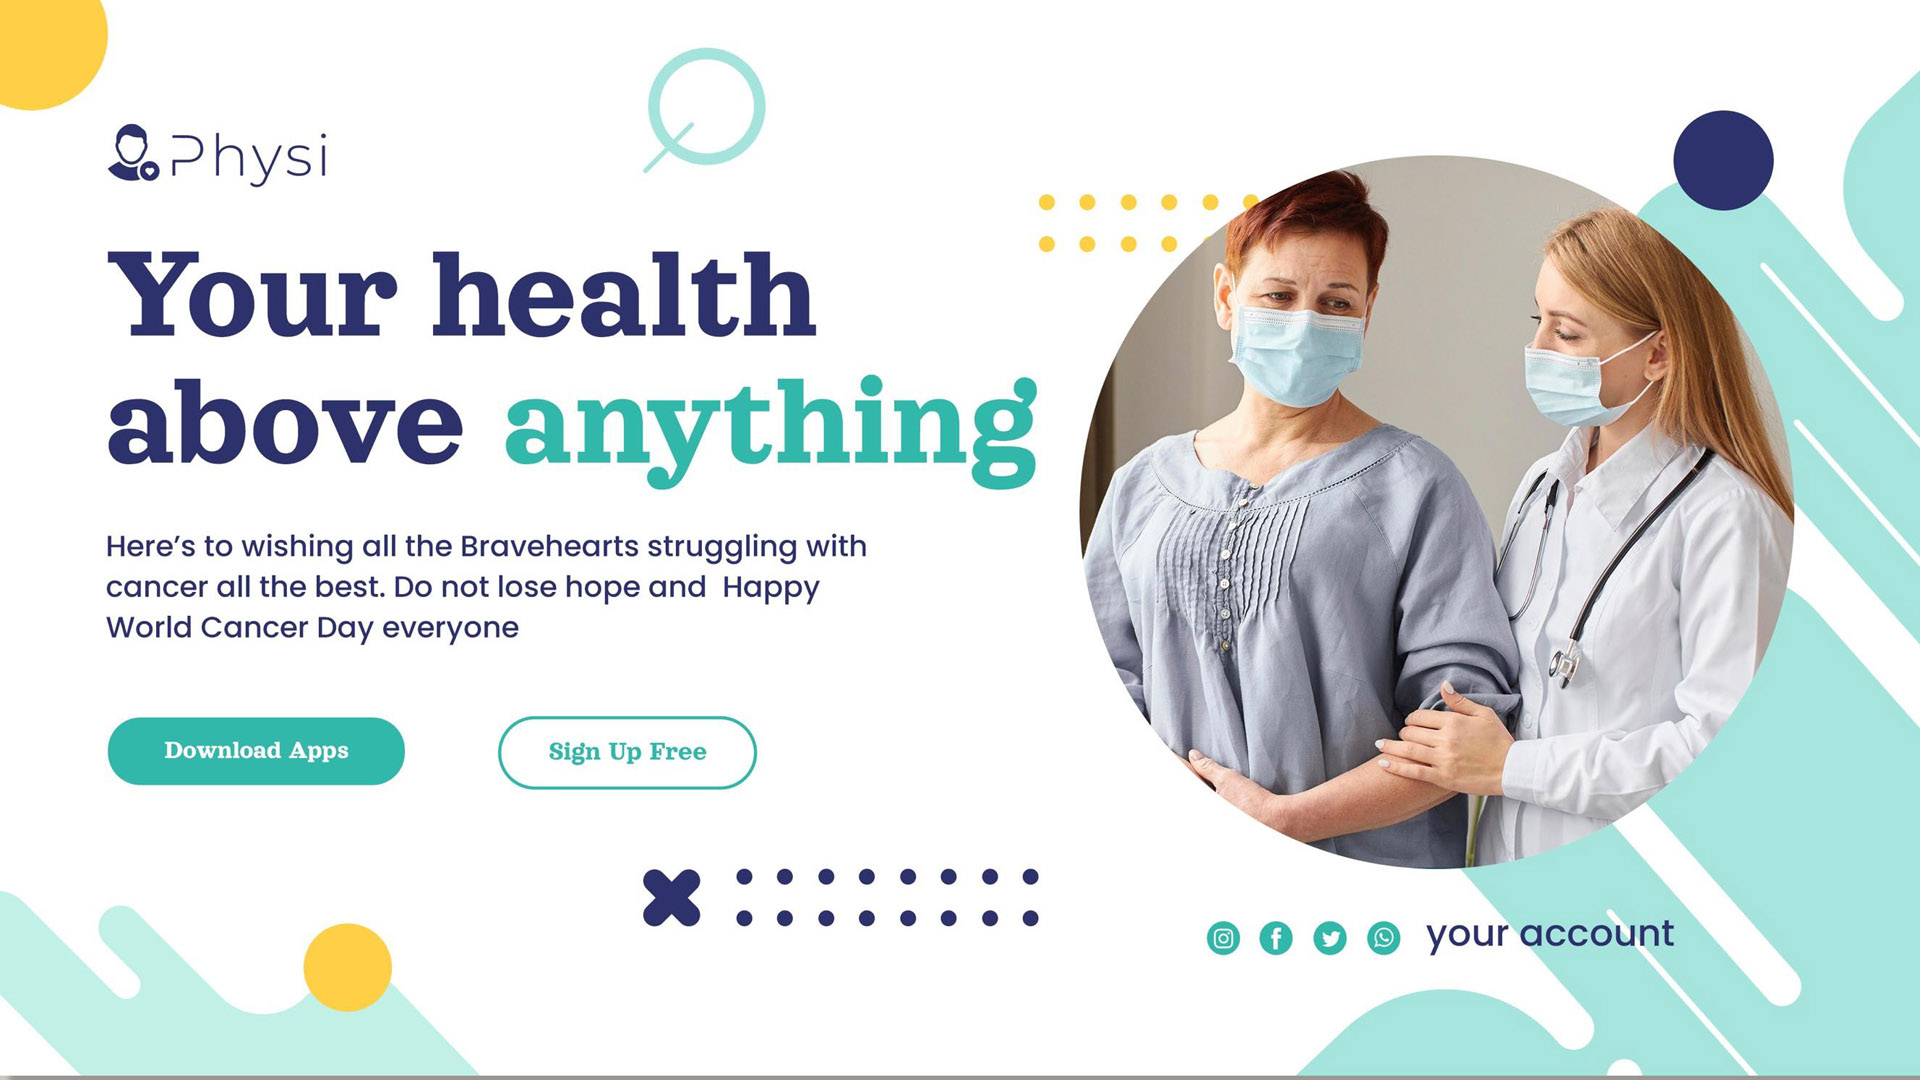 Physi
Your health
above anything
Here’s to wishing all the Bravehearts struggling with
cancer all the best. Do not lose hope and  Happy
World Cancer Day everyone
Download Apps
Sign Up Free
your account